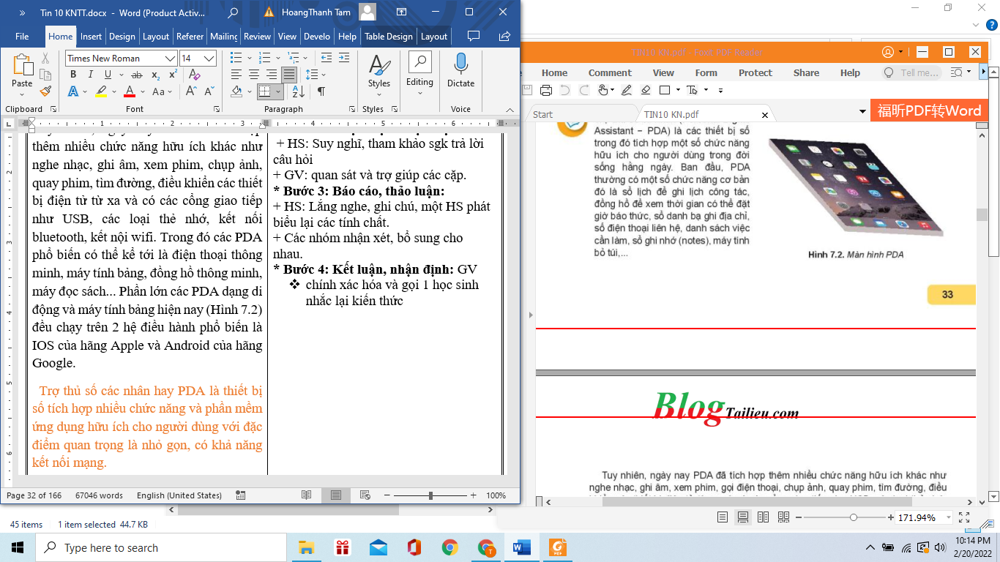 Tin 10 KNTT.docx - Word (Product Activ...
HoangThanh Tam
File Home Insert Design Layout Referer Mailing Review View Develo Help Table Design Layout
Times New Roman 14
Paste
Styles
Editing
Dictate
Clipboard Font Paragraph Styles Voice
thêm nhiều chức năng hữu ích khác như
nghe nhạc, ghi âm, xem phim, chụp ảnh,
quay phim, tìm đường, điều khiển các thiết
bị điện tử từ xa và có các cổng giao tiếp
như USB, các loại thẻ nhớ, kết nối
bluetooth, kết nội wifi. Trong đó các PDA
phổ biến có thể kể tới là điện thoại thông
minh, máy tính bảng, đồng hồ thông minh,
máy đọc sách... Phần lớn các PDA dạng di
động và máy tính bảng hiện nay (Hình 7.2)
đều chạy trên 2 hệ điều hành phổ biến là
IOS của hãng Apple và Android của hãng
Google.
Trợ thủ số các nhân hay PDA là thiết bị
số tích hợp nhiều chức năng và phần mềm
ứng dụng hữu ích cho người dùng với đặc
điểm quan trọng là nhỏ gọn, có khả năng
kết nối mạng.
+ HS: Suy nghĩ, tham khảo sgk trả lời
câu hỏi
+ GV: quan sát và trợ giúp các cặp.
* Bước 3: Báo cáo, thảo luận:
+ HS: Lắng nghe, ghi chú, một HS phát
biểu lại các tính chất.
+ Các nhóm nhận xét, bổ sung cho
nhau.
* Bước 4: Kết luận, nhận định: GV
❖ chính xác hóa và gọi 1 học sinh
nhắc lại kiến thức
Page 32 of 166 67046 words English (United States) 100%
45 items 1 item selected 44.7 KB
TIN10 KN.pdf - Foxit PDF Reader
Home Comment View Form Protect Share Help Tell me...
Start TIN10 KN.pdf
福昕PDF转Word
Assistant – PDA) là các thiết bị số
trong đó tích hợp một số chức năng
hữu ích cho người dùng trong đời
sống hằng ngày. Ban đầu, PDA
thường có một số chức năng cơ bản
đó là sổ lịch để ghi lịch công tác,
đồng hồ để xem thời gian có thể đặt
giờ báo thức, sổ danh bạ ghi địa chỉ,
số điện thoại liên hệ, danh sách việc
cần làm, sổ ghi nhớ (notes), máy tính
bỏ túi,...
Hình 7.2. Màn hình PDA
33
BlogTailieu.com
Tuy nhiên, ngày nay PDA đã tích hợp thêm nhiều chức năng hữu ích khác như
nghe nhạc, ghi âm, xem phim, gọi điện thoại, chụp ảnh, quay phim, tìm đường, điều
171.94%
Type here to search
10:14 PM
2/20/2022